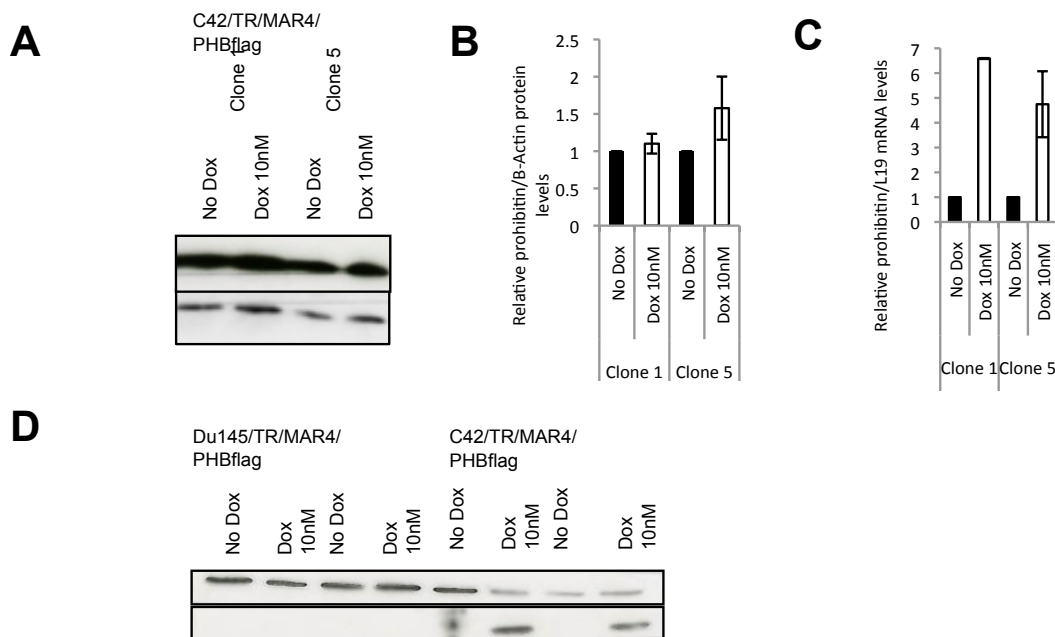 A
C42/TR/MAR4/
PHBflag
Clone 1
Clone 5
No Dox
Dox 10nM
No Dox
Dox 10nM
B
Relative prohibitin/B-Actin protein
levels
2.5
2
1.5
1
0.5
0
No Dox
Dox 10nM
No Dox
Dox 10nM
Clone 1
Clone 5
C
Relative prohibitin/L19 mRNA levels
7
6
5
4
3
2
1
0
No Dox
Dox 10nM
No Dox
Dox 10nM
Clone 1
Clone 5
D
Du145/TR/MAR4/
PHBflag
C42/TR/MAR4/
PHBflag
No Dox
Dox
10nM
No Dox
Dox
10nM
No Dox
Dox
10nM
No Dox
Dox
10nM